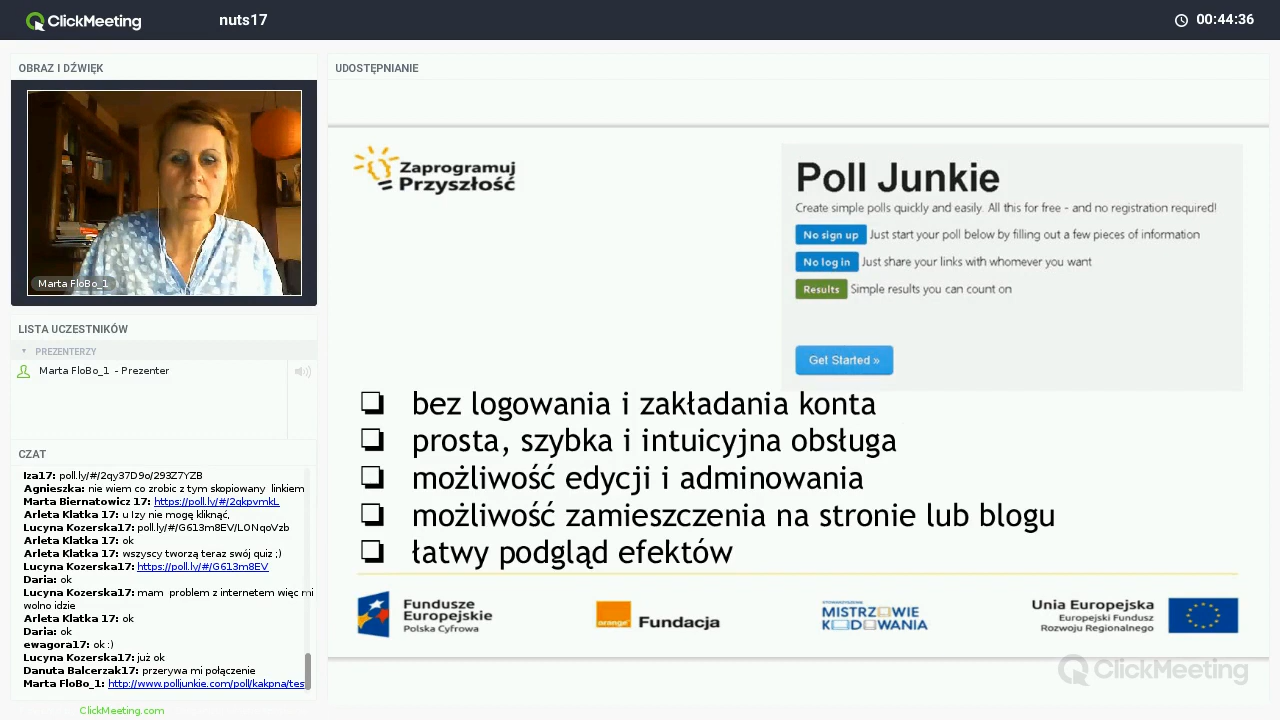 ClickMeeting
nuts17
00:44:36
OBRAZ I DŹWIĘK
UDOSTĘPNIANIE
Marta FloBo_1
LISTA UCZESTNIKÓW
PREZENTERZY
Marta FloBo_1 - Prezenter
CZAT
Iza17: poll.ly/#/2qy37D9o/293Z7YZB
Agnieszka: nie wiem co zrobic z tym skopiowany linkiem
Marta Biernatowicz 17: https://poll.ly/#/2qkpvmkL
Arleta Klatka 17: u Izy nie mogę kliknąć,
Lucyna Kozerska17: poll.ly/#/G613m8EV/L0NqoVzb
Arleta Klatka 17: ok
Arleta Klatka 17: wszyscy tworzą teraz swój quiz ;)
Lucyna Kozerska17: https://poll.ly/#/G613m8EV
Daria: ok
Lucyna Kozerska17: mam problem z internetem więc mi
wolno idzie
Arleta Klatka 17: ok
Daria: ok
ewagora17: ok :)
Lucyna Kozerska17: już ok
Danuta Balcerzak17: przerywa mi połączenie
Marta FloBo_1: http://www.polljunkie.com/poll/kakpna/tes
ClickMeeting.com
Zaprogramuj
Przyszłość
Poll Junkie
Create simple polls quickly and easily. All this for free - and no registration required!
No sign up Just start your poll below by filling out a few pieces of information
No log in Just share your links with whomever you want
Results Simple results you can count on
Get Started »
❏ bez logowania i zakładania konta
❏ prosta, szybka i intuicyjna obsługa
❏ możliwość edycji i adminowania
❏ możliwość zamieszczenia na stronie lub blogu
❏ łatwy podgląd efektów
Fundusze
Europejskie
Polska Cyfrowa
orange
Fundacja
STOWARZYSZENIE
MISTRZOWIE
KODOWANIA
Unia Europejska
Europejski Fundusz
Rozwoju Regionalnego
ClickMeeting